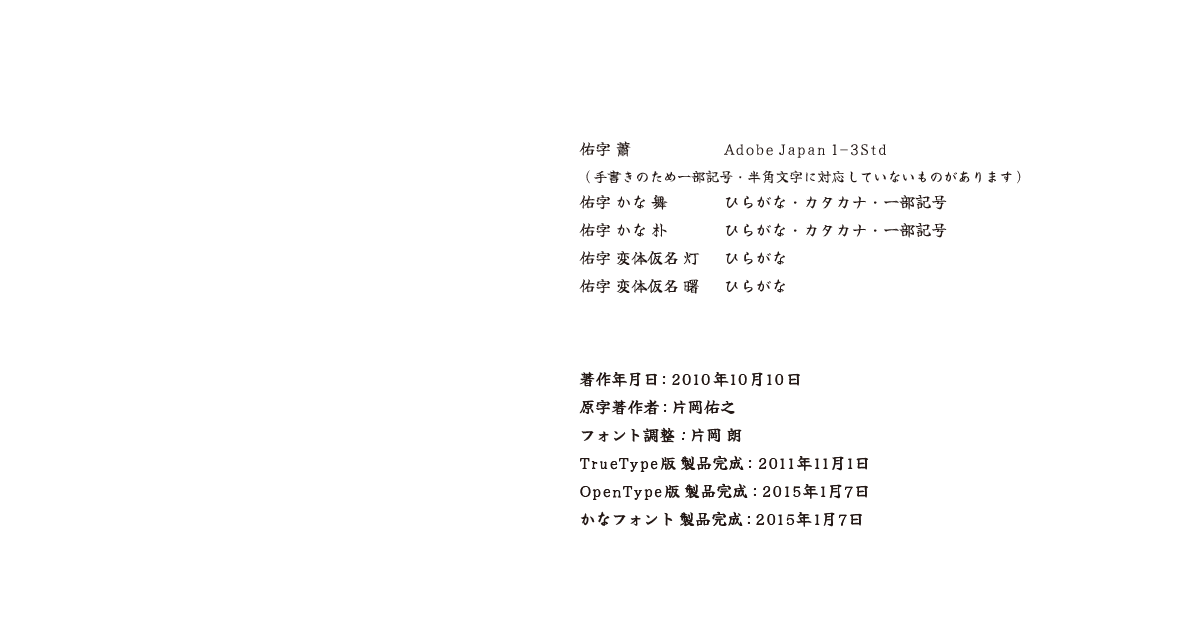 佑字 蕭 Adobe Japan 1-3Std
（手書きのため一部記号・半角文字に対応していないものがあります）
佑字 かな 舞 ひらがな・カタカナ・一部記号
佑字 かな 朴 ひらがな・カタカナ・一部記号
佑字 変体仮名 灯 ひらがな
佑字 変体仮名 曙 ひらがな
著作年月日：2010年10月10日
原字著作者：片岡佑之
フォント調整：片岡 朗
TrueType版 製品完成：2011年11月1日
OpenType版 製品完成：2015年1月7日
かなフォント 製品完成：2015年1月7日